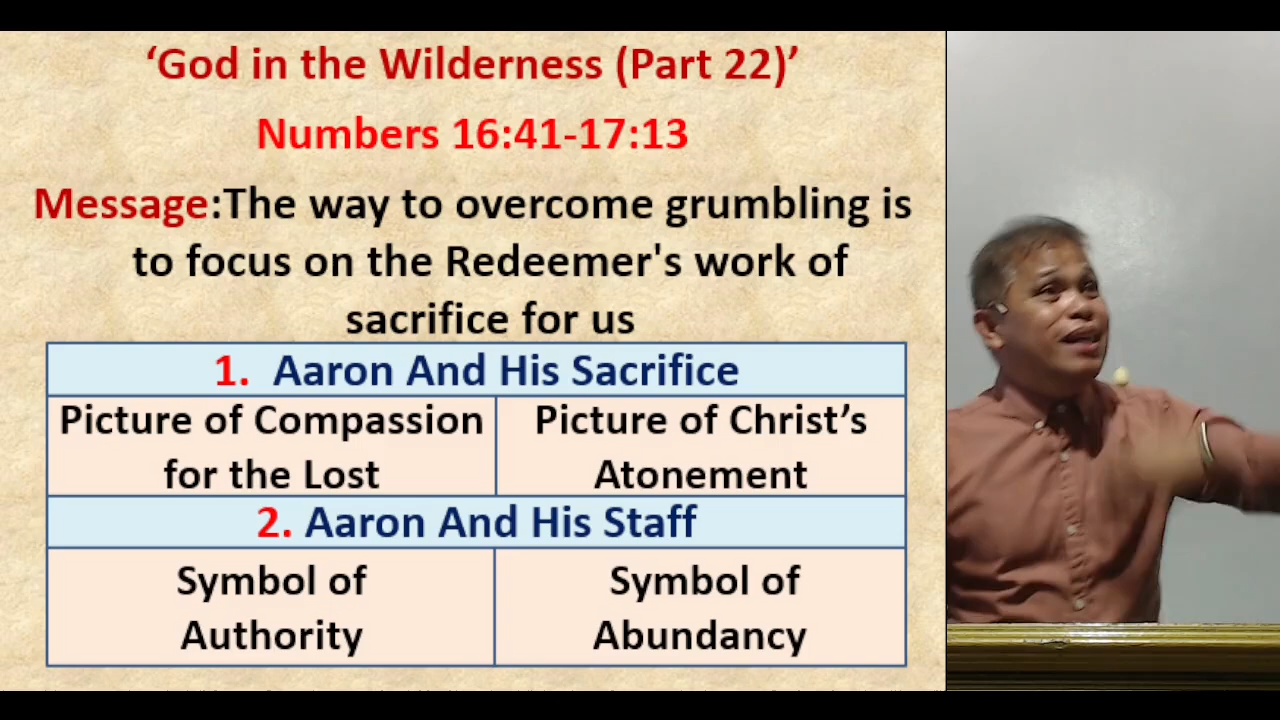 ‘God in the Wilderness (Part 22)’
Numbers 16:41-17:13
Message:The way to overcome grumbling is
to focus on the Redeemer's work of
sacrifice for us
1. Aaron And His Sacrifice
Picture of Compassion
for the Lost
Picture of Christ’s
Atonement
2. Aaron And His Staff
Symbol of
Authority
Symbol of
Abundancy